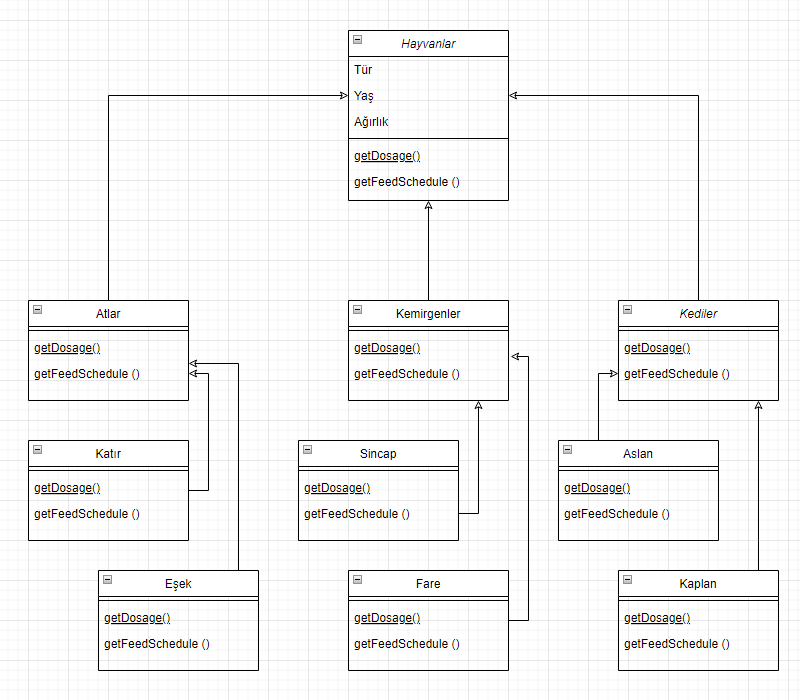 Hayvanlar
Tür
Yaş
Ağırlık
getDosage()
getFeedSchedule ()
Atlar
getDosage()
getFeedSchedule ()
Kemirgenler
getDosage()
getFeedSchedule ()
Kediler
getDosage()
getFeedSchedule ()
Katır
getDosage()
getFeedSchedule ()
Sincap
getDosage()
getFeedSchedule ()
Aslan
getDosage()
getFeedSchedule ()
Eşek
getDosage()
getFeedSchedule ()
Fare
getDosage()
getFeedSchedule ()
Kaplan
getDosage()
getFeedSchedule ()